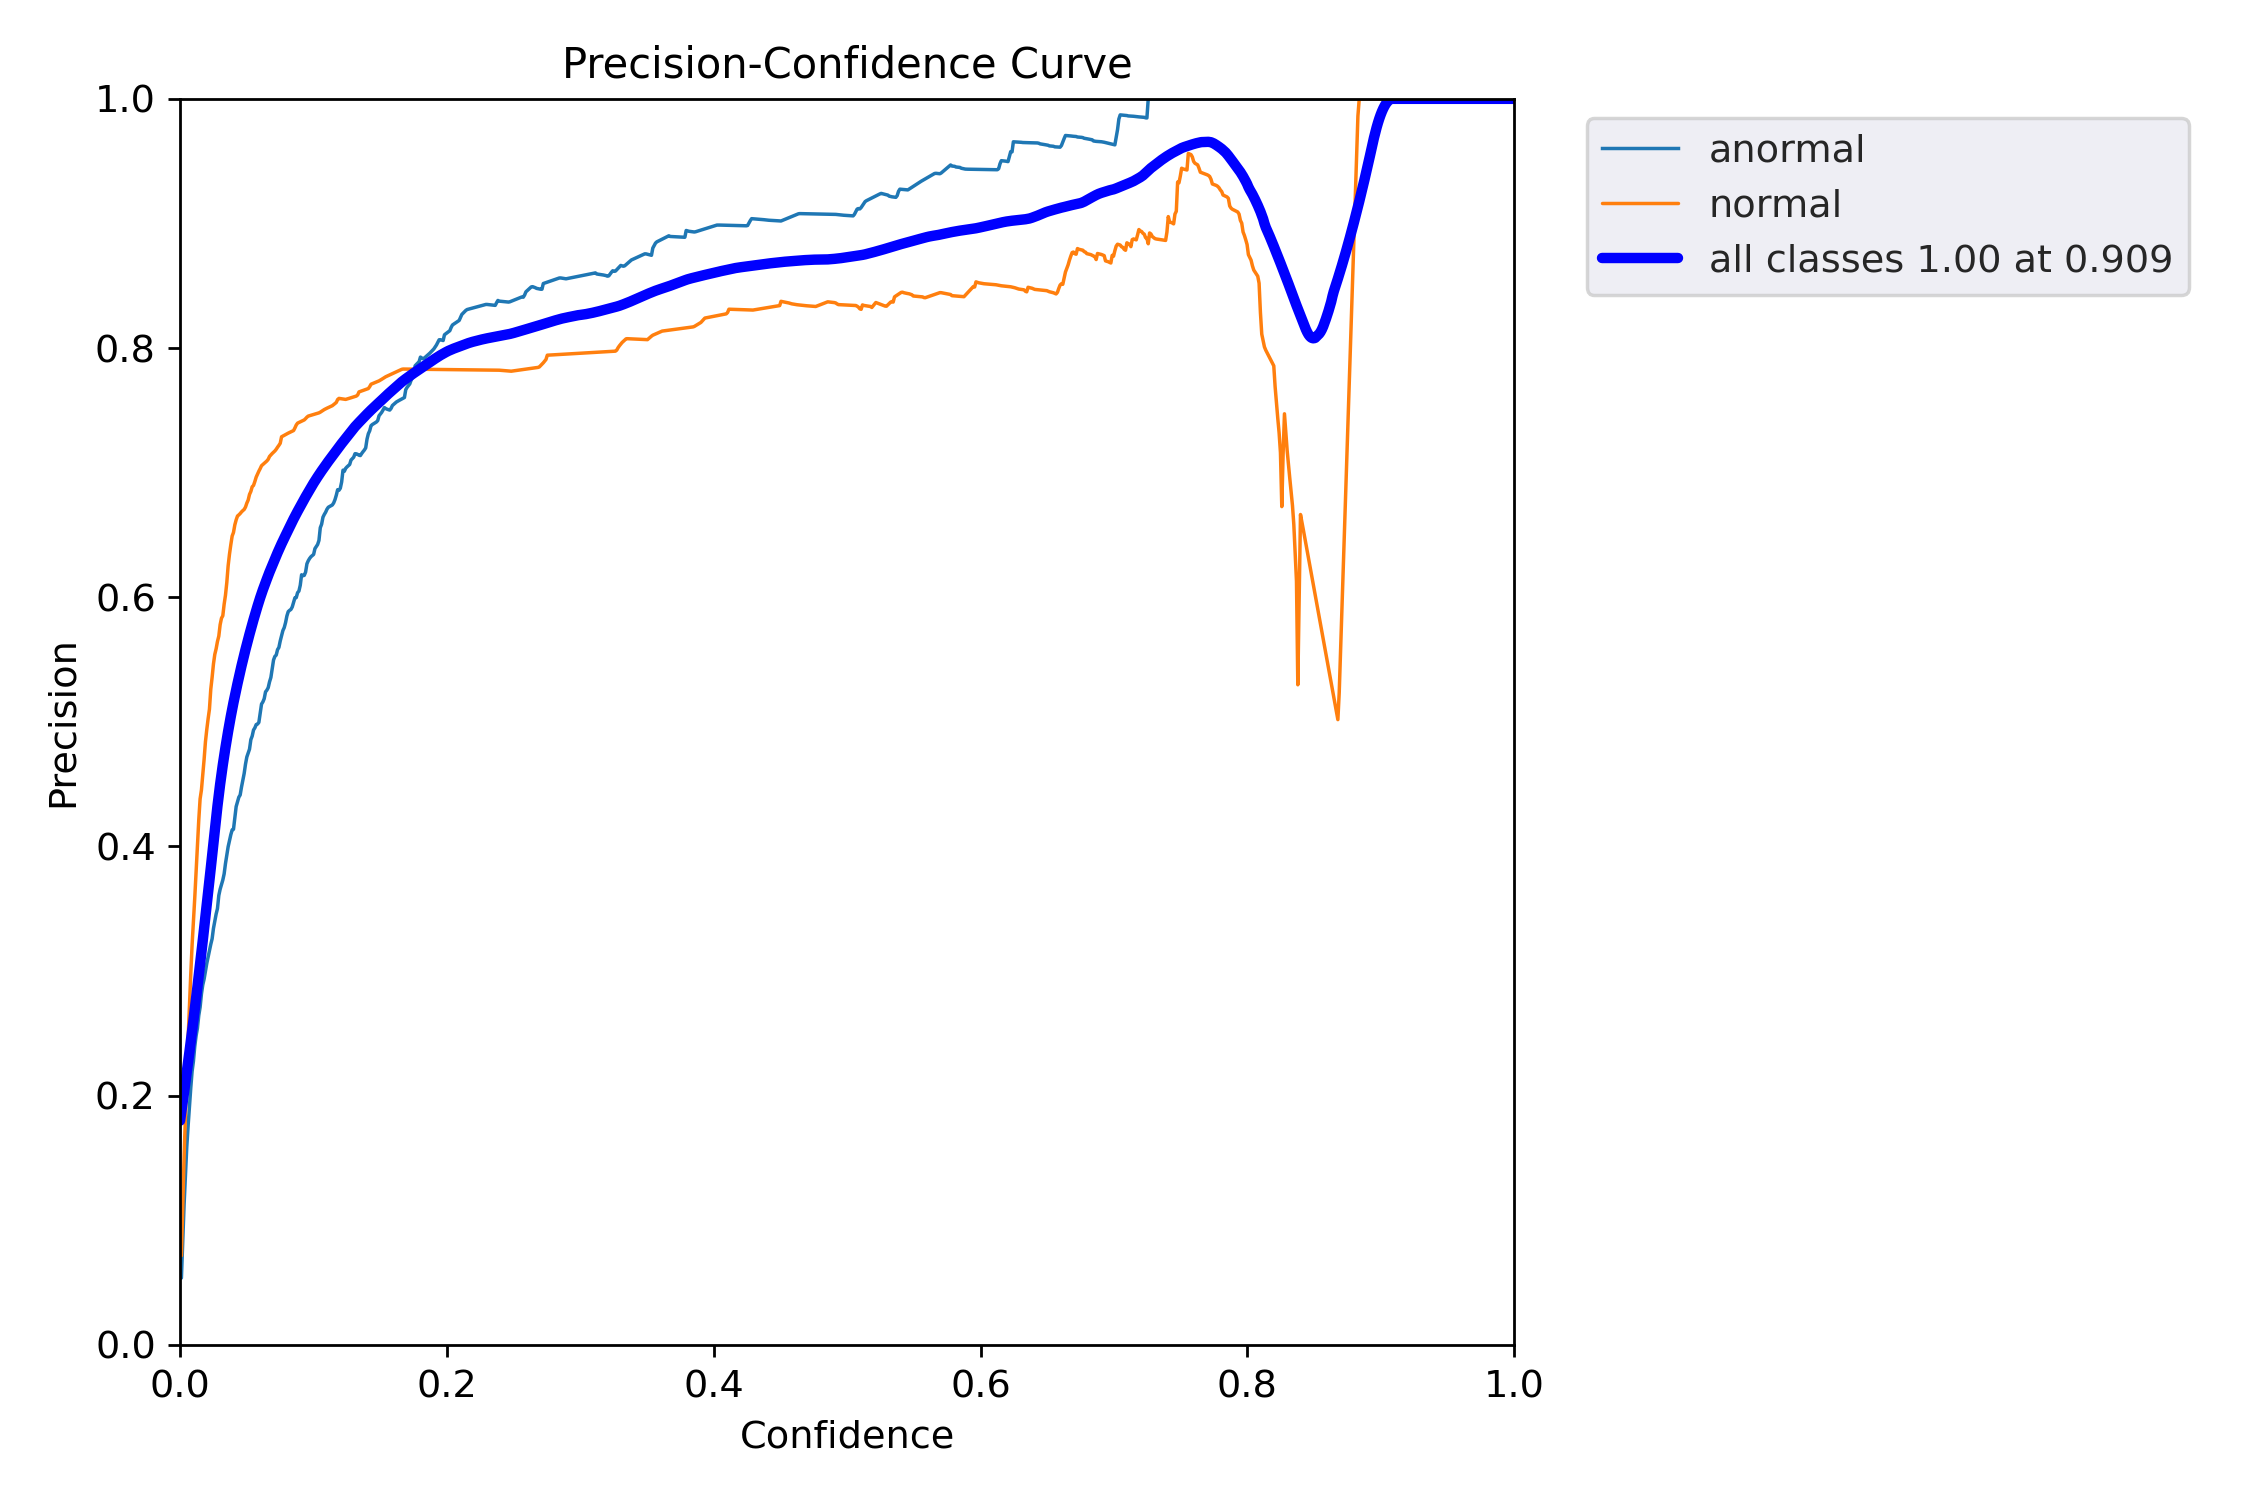 Precision-Confidence Curve
1.0
0.8
0.6
0.4
0.2
0.0
Precision
0.0 0.2 0.4 0.6 0.8 1.0
Confidence
anormal
normal
all classes 1.00 at 0.909